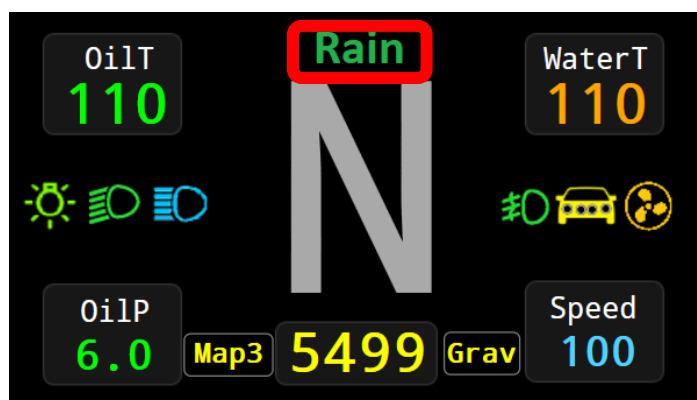 OilT
110
Rain
WaterT
110
N
OilP
6.0
Map3
5499
Grav
Speed
100